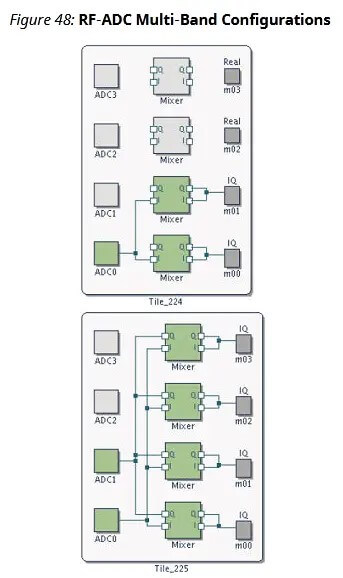 Figure 48: RF-ADC Multi-Band Configurations
ADC3
Q Q
I I
Mixer
Real
m03
ADC2
Q Q
I I
Mixer
Real
m02
ADC1
Q Q
I I
Mixer
IQ
m01
ADC0
Q Q
I I
Mixer
IQ
m00
Tile_224
ADC3
Q Q
I I
Mixer
IQ
m03
ADC2
Q Q
I I
Mixer
IQ
m02
ADC1
Q Q
I I
Mixer
IQ
m01
ADC0
Q Q
I I
Mixer
IQ
m00
Tile_225